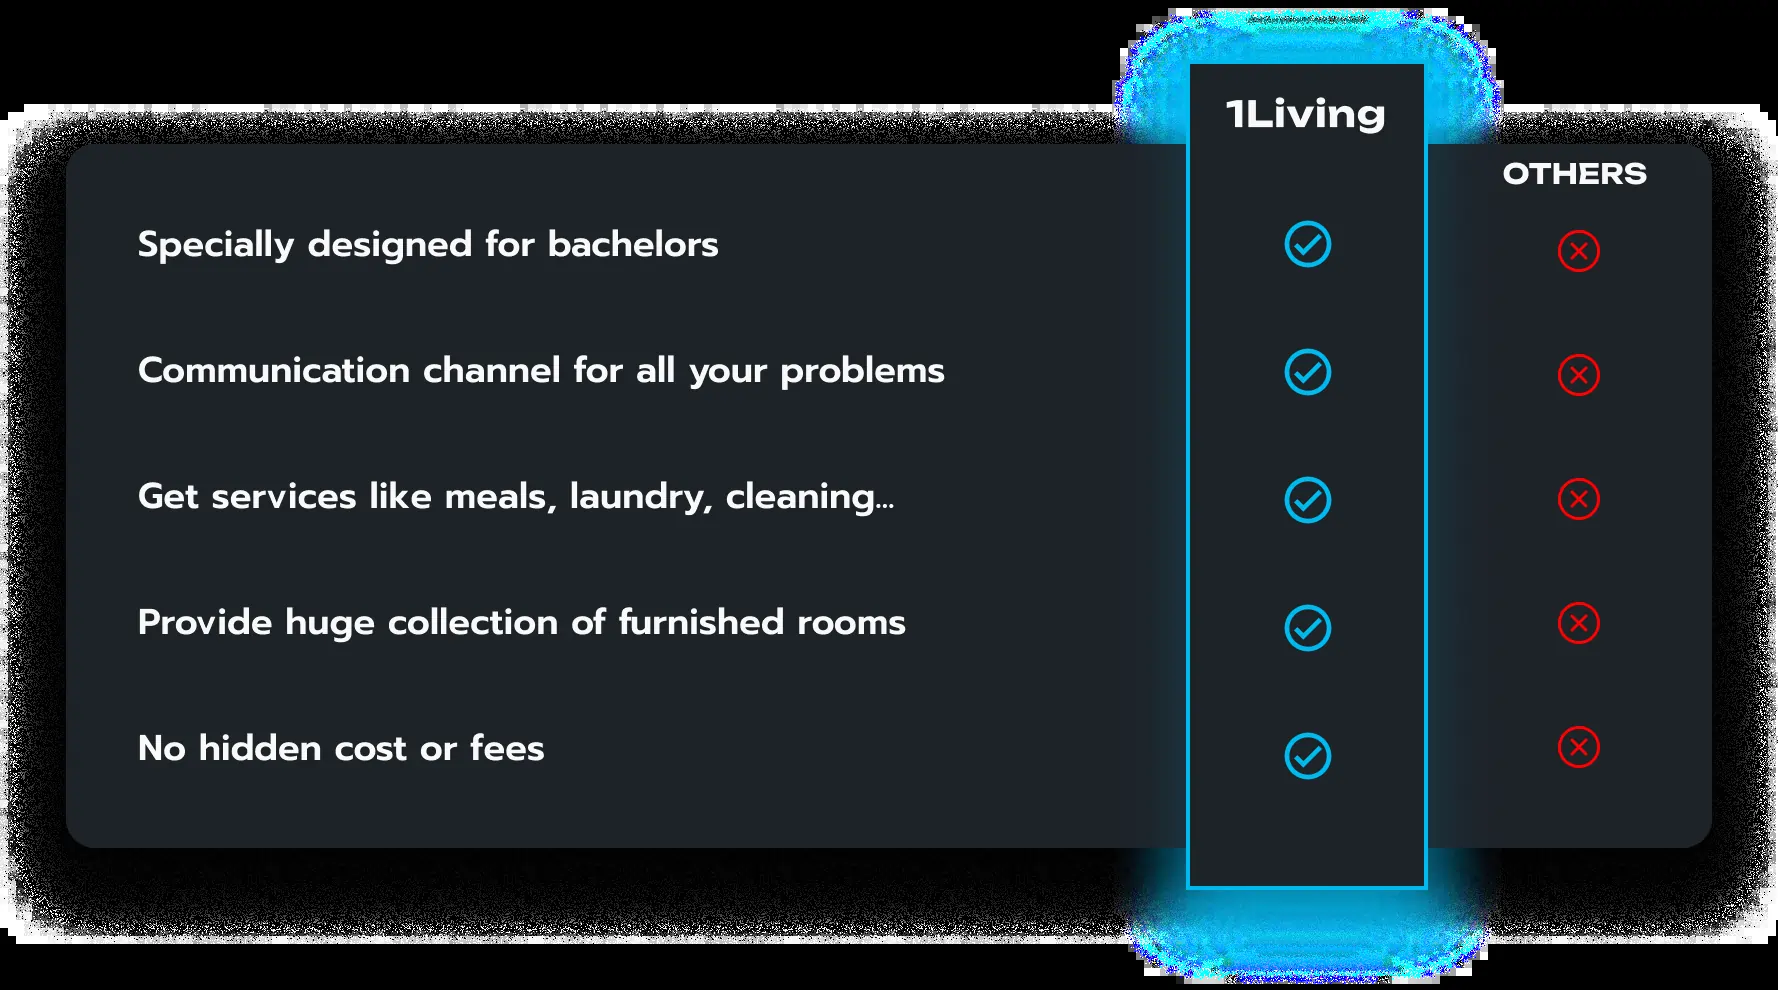 1Living
OTHERS
Specially designed for bachelors
Communication channel for all your problems
Get services like meals, laundry, cleaning...
Provide huge collection of furnished rooms
No hidden cost or fees